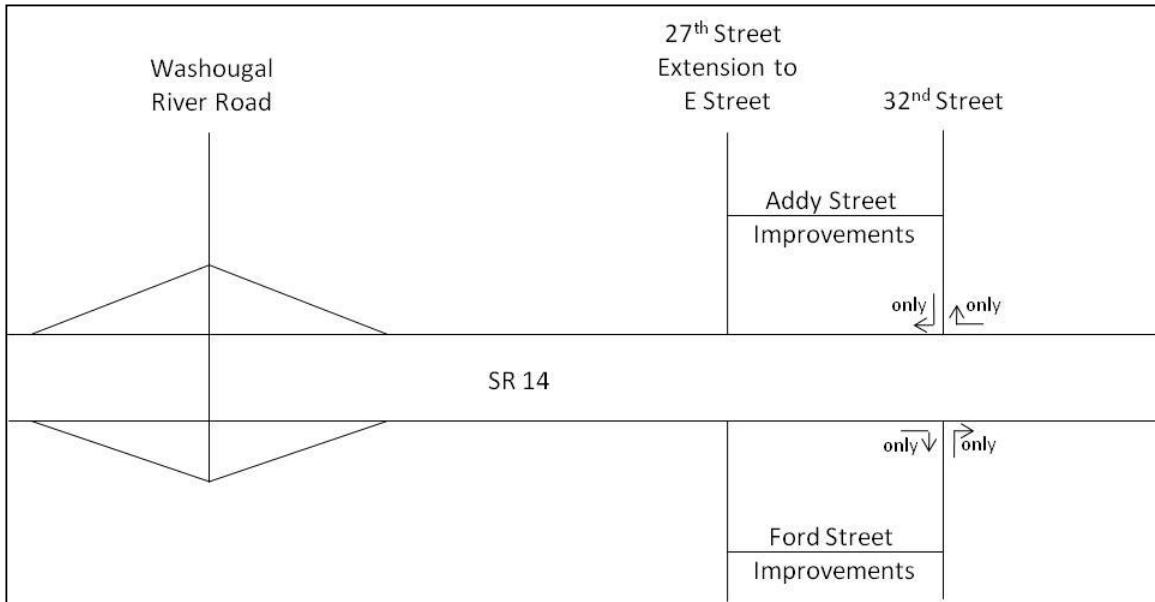 Washougal
River Road
27th Street
Extension to
E Street
32nd Street
Addy Street
Improvements
only only
SR 14
only only
Ford Street
Improvements